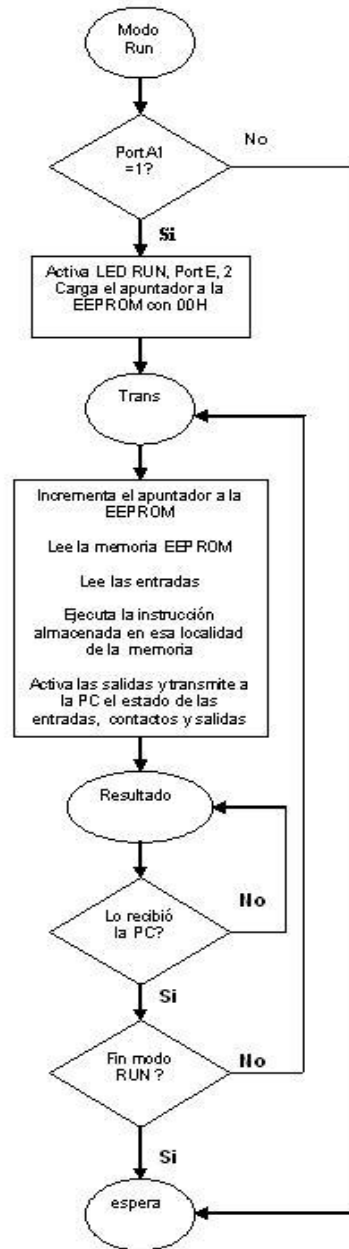 Modo
Run
No
PortA1
=1?
Si
Activa LED RUN, PortE, 2
Carga el apuntador a la
EEPROM con 00H
Trans
Incrementa el apuntador a la
EEPROM
Lee la memoria EEPROM
Lee las entradas
Ejecuta la instrucción
almacenada en esa localidad
de la memoria
Activa las salidas y transmite a
la PC el estado de las
entradas, contactos y salidas
Resultado
Lo recibió
la PC?
No
Si
Fin modo
RUN ?
No
Si
espera